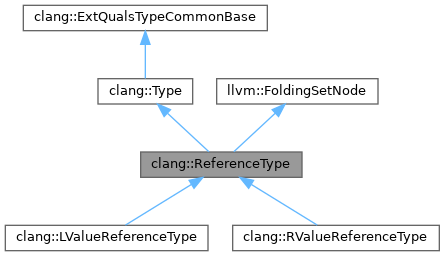 clang::ExtQualsTypeCommonBase
clang::Type
llvm::FoldingSetNode
clang::ReferenceType
clang::LValueReferenceType
clang::RValueReferenceType